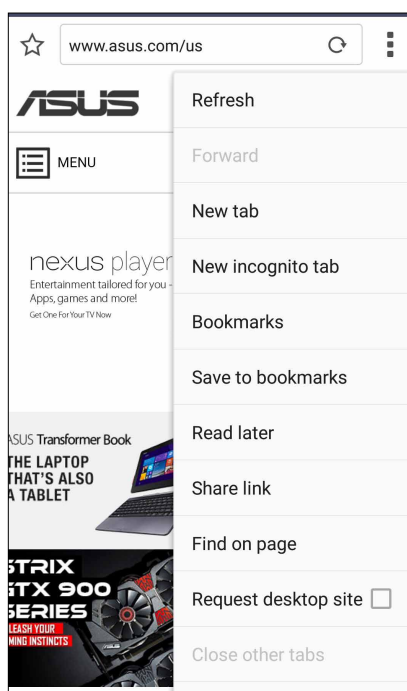 www.asus.com/us
ASUS
MENU
nexus player
Entertainment tailored for you -
Apps, games and more!
Get One For Your TV Now
ASUS Transformer Book
THE LAPTOP
THAT'S ALSO
A TABLET
STRIX
GTX 900
SERIES
LEASH YOUR
MING INSTINCTS
Refresh
Forward
New tab
New incognito tab
Bookmarks
Save to bookmarks
Read later
Share link
Find on page
Request desktop site
Close other tabs